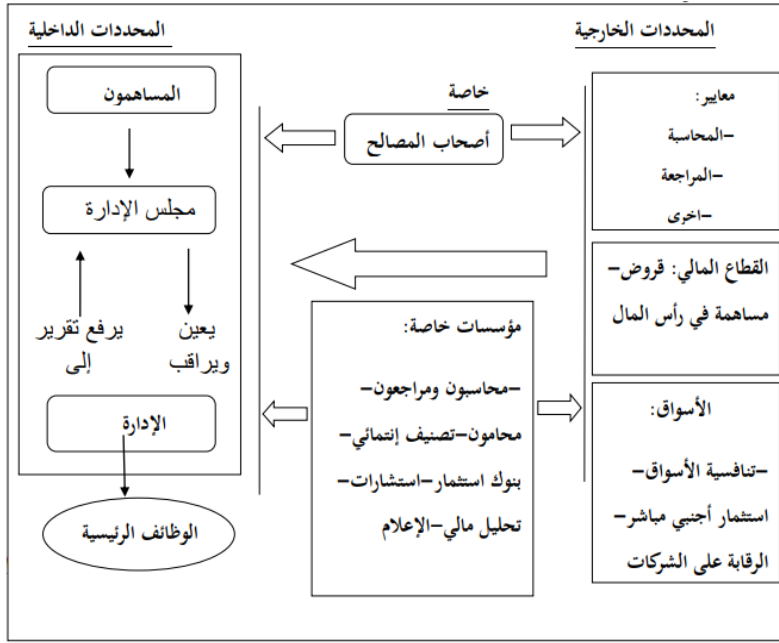 المحددات الخارجية
معايير:
–المحاسبة
–المراجعة
–اخرى
القطاع المالي: قروض–
مساهمة في رأس المال
الأسواق:
–تنافسية الأسواق–
استثمار أجنبي مباشر–
الرقابة على الشركات
خاصة
أصحاب المصالح
مؤسسات خاصة:
–محاسبون ومراجعون–
محامون–تصنيف إنتمائي–
بنوك استثمار–استشارات–
تحليل مالي–الإعلام
المحددات الداخلية
المساهمون
مجلس الإدارة
يعين
ويراقب
يرفع تقرير
إلى
الإدارة
الوظائف الرئيسية